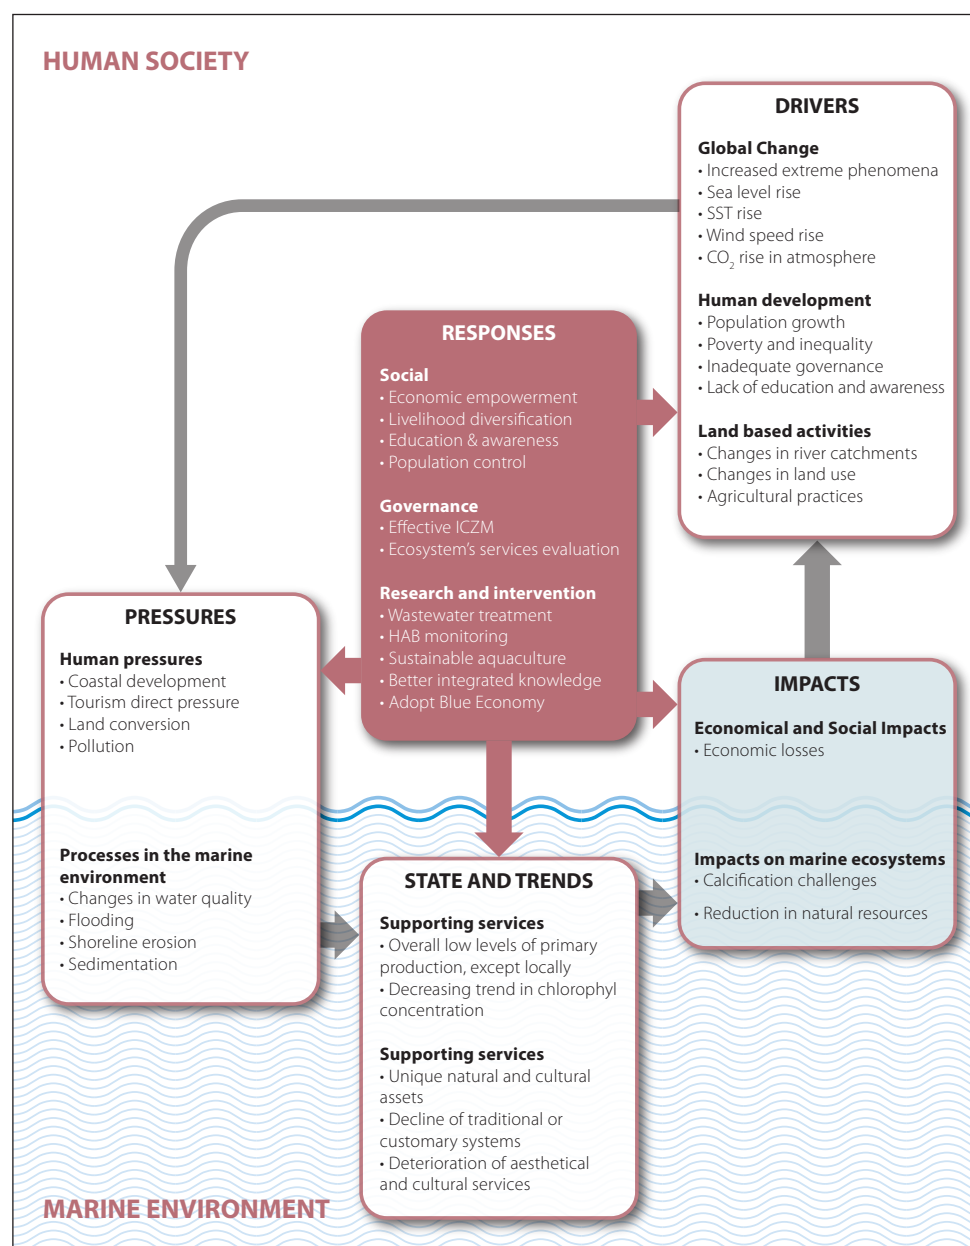 HUMAN SOCIETY
DRIVERS
Global Change
• Increased extreme phenomena
• Sea level rise
• SST rise
• Wind speed rise
• CO2 rise in atmosphere
Human development
• Population growth
• Poverty and inequality
• Inadequate governance
• Lack of education and awareness
Land based activities
• Changes in river catchments
• Changes in land use
• Agricultural practices
RESPONSES
Social
• Economic empowerment
• Livelihood diversification
• Education & awareness
• Population control
Governance
• Effective ICZM
• Ecosystem's services evaluation
Research and intervention
• Wastewater treatment
• HAB monitoring
• Sustainable aquaculture
• Better integrated knowledge
• Adopt Blue Economy
PRESSURES
Human pressures
• Coastal development
• Tourism direct pressure
• Land conversion
• Pollution
Processes in the marine
environment
• Changes in water quality
• Flooding
• Shoreline erosion
• Sedimentation
IMPACTS
Economical and Social Impacts
• Economic losses
Impacts on marine ecosystems
• Calcification challenges
• Reduction in natural resources
STATE AND TRENDS
Supporting services
• Overall low levels of primary
production, except locally
• Decreasing trend in chlorophyl
concentration
Supporting services
• Unique natural and cultural
assets
• Decline of traditional or
customary systems
• Deterioration of aesthetical
and cultural services
MARINE ENVIRONMENT